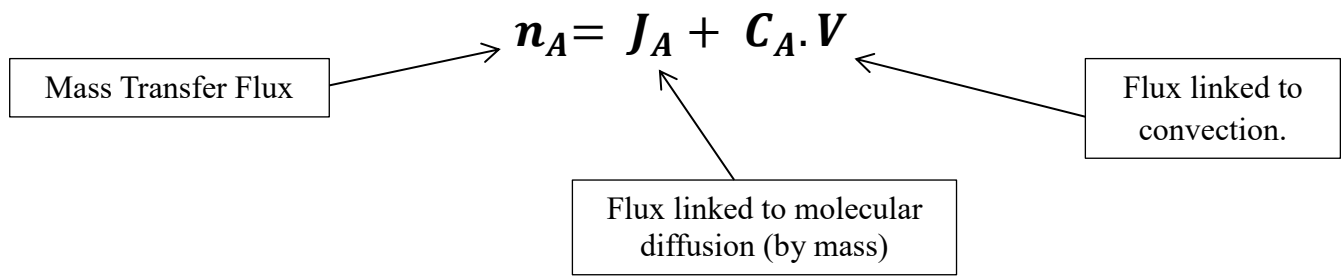 n_A= J_A + C_A.V
Mass Transfer Flux
Flux linked to
convection.
Flux linked to molecular
diffusion (by mass)